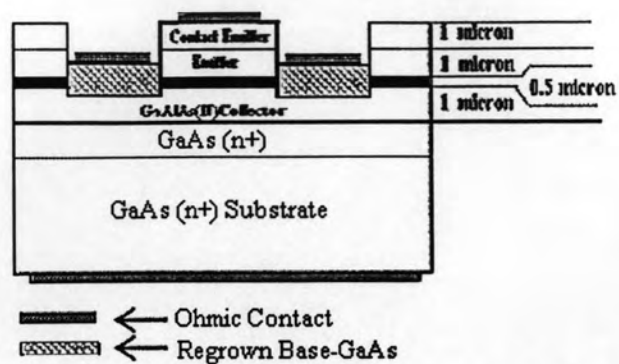 Contact Emitter
Emitter
1 micron
1 micron
0.5 micron
1 micron
GaAlAs(n)Collector
GaAs (n+)
GaAs (n+) Substrate
Ohmic Contact
Regrown Base-GaAs